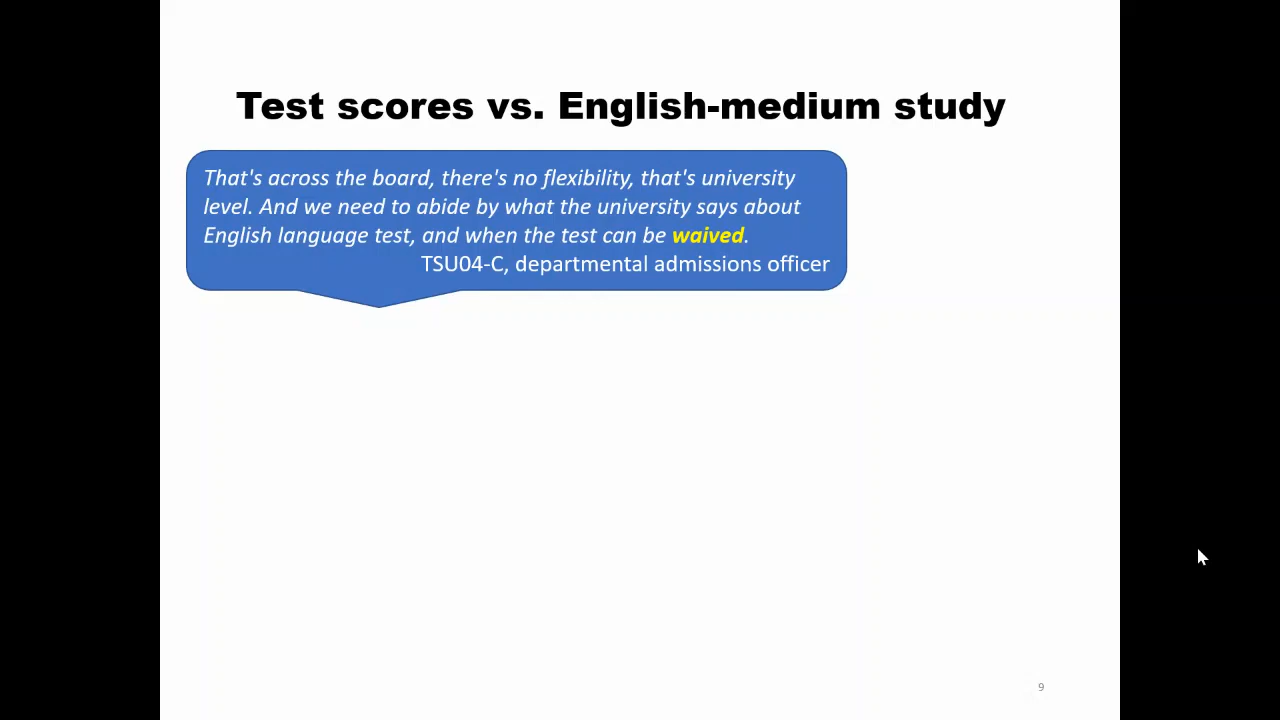 Test scores vs. English-medium study
That's across the board, there's no flexibility, that's university
level. And we need to abide by what the university says about
English language test, and when the test can be waived.
TSU04-C, departmental admissions officer
9